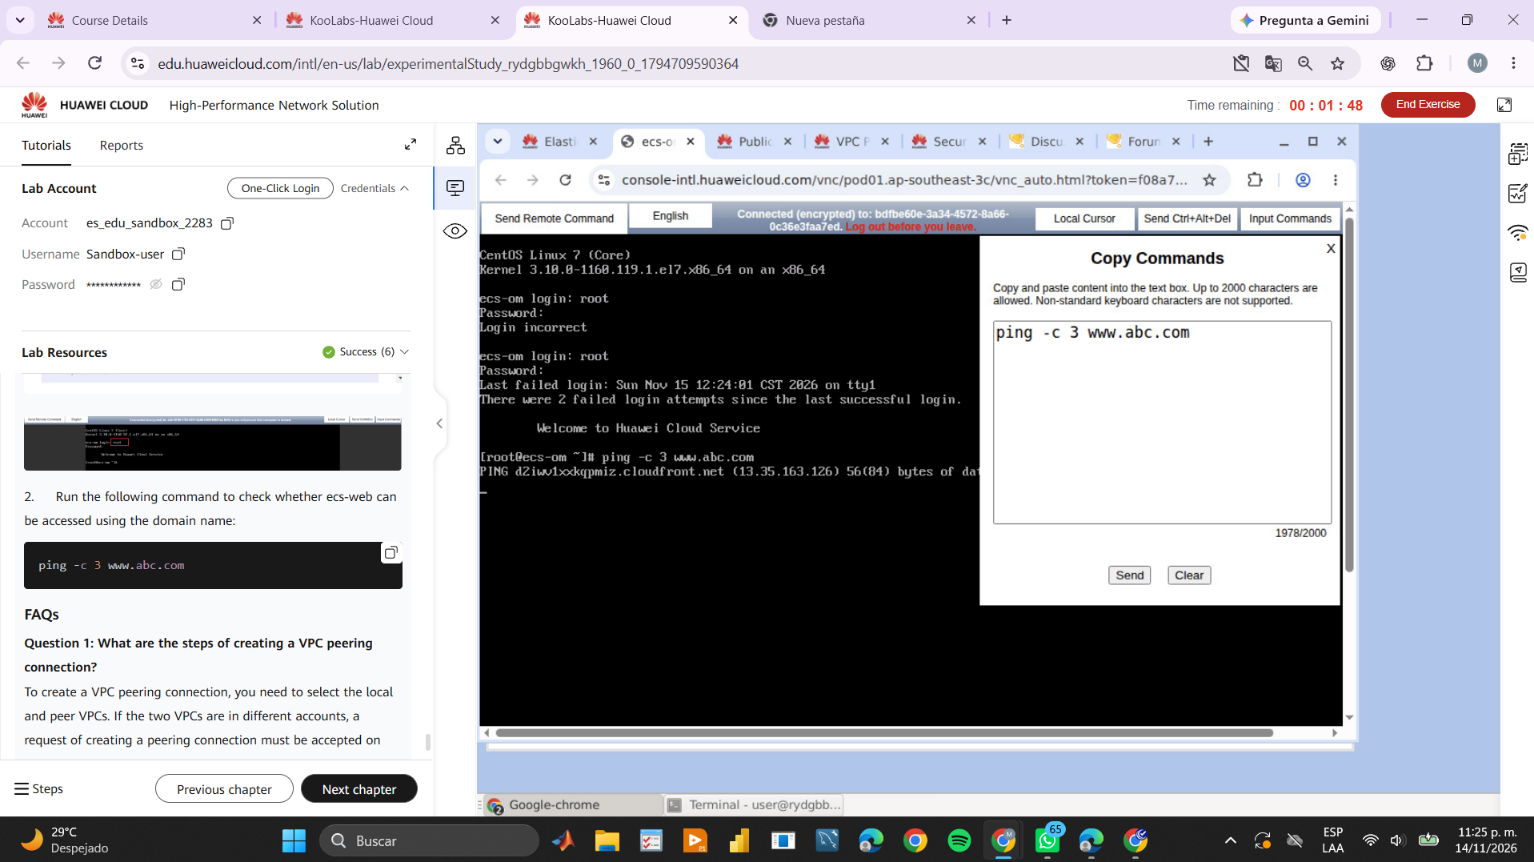 Course Details
KooLabs-Huawei Cloud
KooLabs-Huawei Cloud
Nueva pestaña
Pregunta a Gemini
edu.huaweicloud.com/intl/en-us/lab/experimentalStudy_rydgbbgwkh_1960_0_1794709590364
M
HUAWEI
HUAWEI CLOUD
High-Performance Network Solution
Time remaining :
00 : 01 : 48
End Exercise
Tutorials
Reports
Lab Account
One-Click Login
Credentials
Account
es_edu_sandbox_2283
Username
Sandbox-user
Password
************
Lab Resources
Success (6)
2. Run the following command to check whether ecs-web can
be accessed using the domain name:
ping -c 3 www.abc.com
FAQs
Question 1: What are the steps of creating a VPC peering
connection?
To create a VPC peering connection, you need to select the local
and peer VPCs. If the two VPCs are in different accounts, a
request of creating a peering connection must be accepted on
Steps
Previous chapter
Next chapter
Elasti
ecs-o
Public
VPC P
Secur
Discu
Forun
console-intl.huaweicloud.com/vnc/pod01.ap-southeast-3c/vnc_auto.html?token=f08a7...
Send Remote Command
English
Connected (encrypted) to: bdfbe60e-3a34-4572-8a66-
0c36e3faa7ed. Log out before you leave.
Local Cursor
Send Ctrl+Alt+Del
Input Commands
CentOS Linux 7 (Core)
Kernel 3.10.0-1160.119.1.el7.x86_64 on an x86_64
ecs-om login: root
Password:
Login incorrect
ecs-om login: root
Password:
Last failed login: Sun Nov 15 12:24:01 CST 2026 on tty1
There were 2 failed login attempts since the last successful login.
Welcome to Huawei Cloud Service
[root@ecs-om ~]# ping -c 3 www.abc.com
PING d2iwv1xxkqpmiz.cloudfront.net (13.35.163.126) 56(84) bytes of dat
X
Copy Commands
Copy and paste content into the text box. Up to 2000 characters are
allowed. Non-standard keyboard characters are not supported.
ping -c 3 www.abc.com
1978/2000
Send
Clear
2
Google-chrome
Terminal - user@rydgbb...
29°C
Despejado
Buscar
65
ESP
LAA
11:25 p. m.
14/11/2026